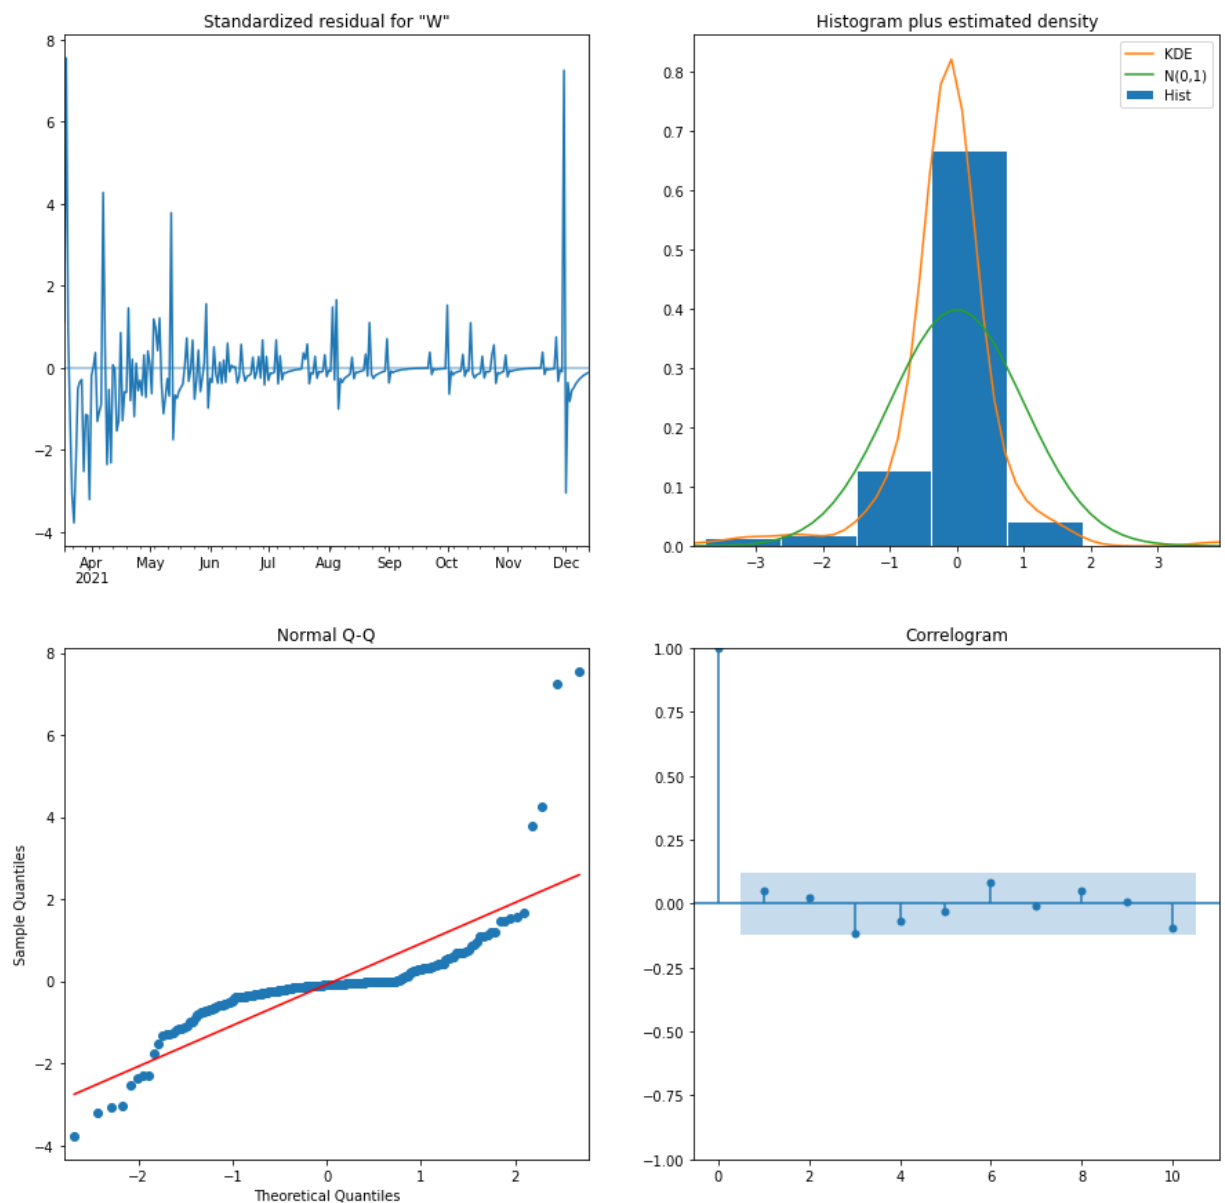 Standardized residual for "W"
8
6
4
2
0
−2
−4
Apr May Jun Jul Aug Sep Oct Nov Dec
2021
Histogram plus estimated density
KDE
N(0,1)
Hist
0.8
0.7
0.6
0.5
0.4
0.3
0.2
0.1
0.0
−3 −2 −1 0 1 2 3
Normal Q-Q
8
6
4
2
0
−2
−4
Sample Quantiles
−2 −1 0 1 2
Theoretical Quantiles
Correlogram
1.00
0.75
0.50
0.25
0.00
−0.25
−0.50
−0.75
−1.00
0 2 4 6 8 10